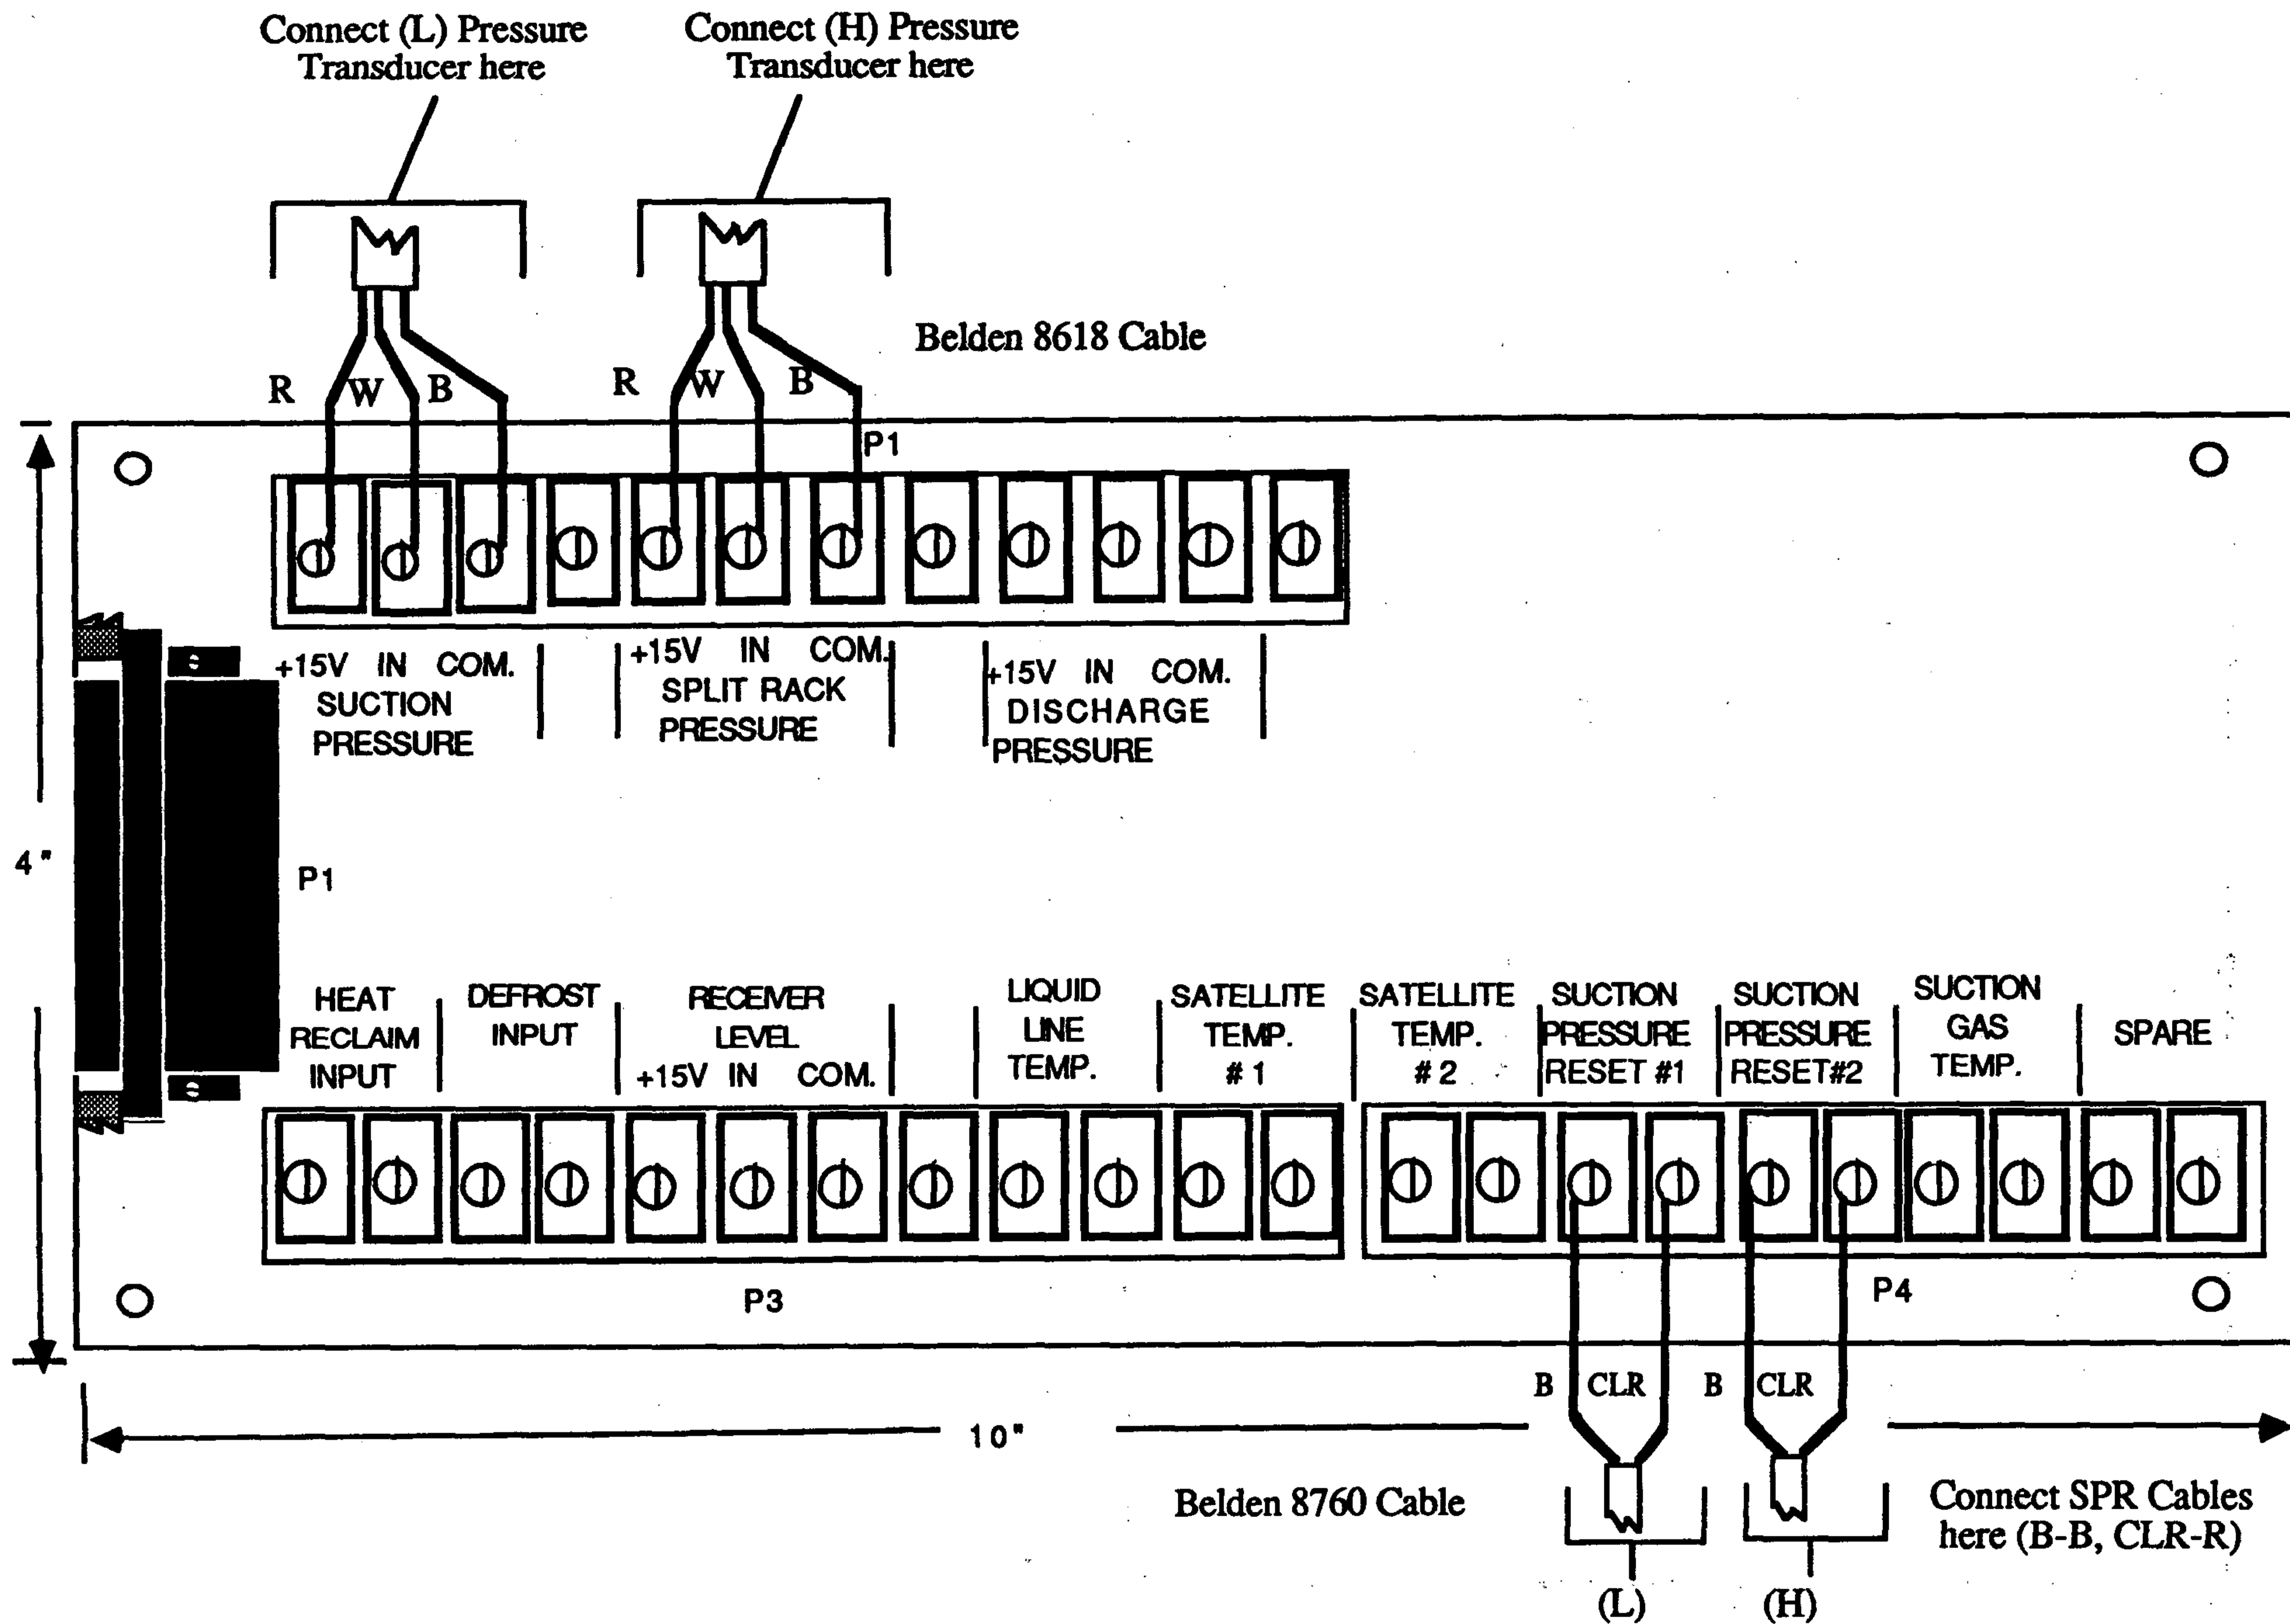 Connect (L) Pressure
Transducer here
Connect (H) Pressure
Transducer here
Belden 8618 Cable
R W B
R W B
P1
+15V IN COM.
SUCTION
PRESSURE
+15V IN COM.
SPLIT RACK
PRESSURE
+15V IN COM.
DISCHARGE
PRESSURE
4"
P1
HEAT
RECLAIM
INPUT
DEFROST
INPUT
RECEIVER
LEVEL
+15V IN COM.
LIQUID
LINE
TEMP.
SATELLITE
TEMP.
# 1
SATELLITE
TEMP.
# 2
SUCTION
PRESSURE
RESET #1
SUCTION
PRESSURE
RESET#2
SUCTION
GAS
TEMP.
SPARE
P3
P4
B CLR
B CLR
10"
Belden 8760 Cable
Connect SPR Cables
here (B-B, CLR-R)
(L)
(H)